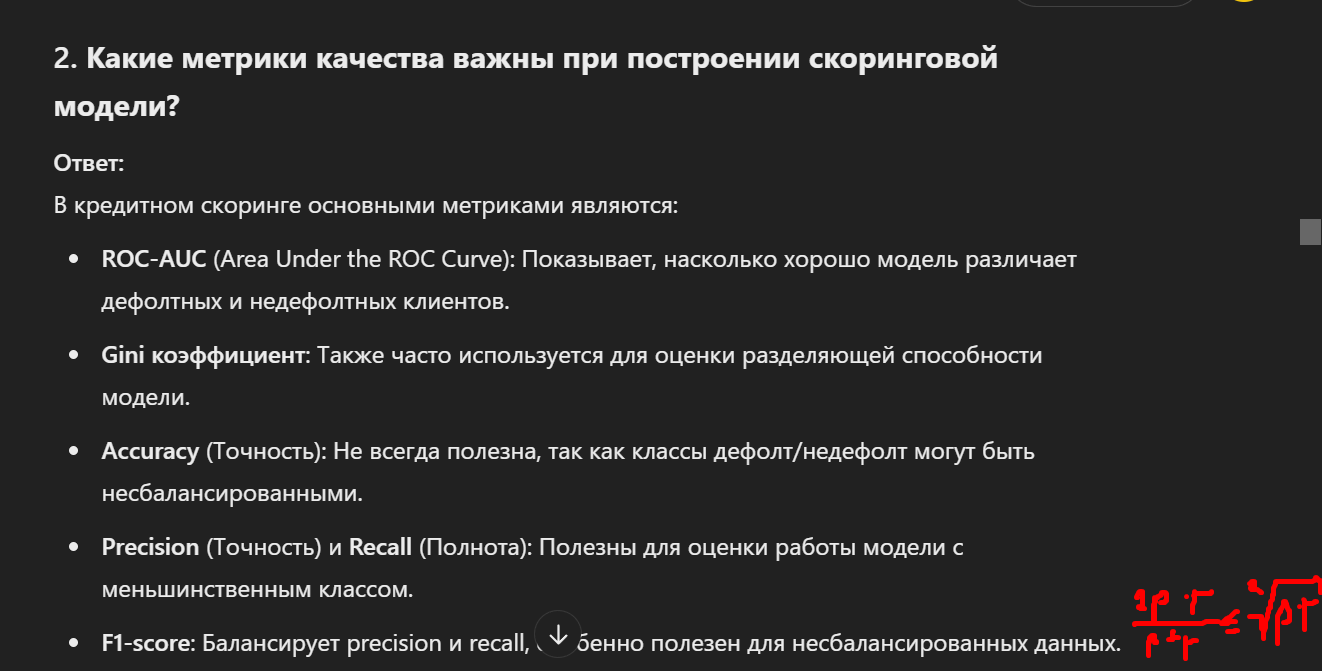 2. Какие метрики качества важны при построении скоринговой
модели?
Ответ:
В кредитном скоринге основными метриками являются:
• ROC-AUC (Area Under the ROC Curve): Показывает, насколько хорошо модель различает
дефолтных и недефолтных клиентов.
• Gini коэффициент: Также часто используется для оценки разделяющей способности
модели.
• Accuracy (Точность): Не всегда полезна, так как классы дефолт/недефолт могут быть
несбалансированными.
• Precision (Точность) и Recall (Полнота): Полезны для оценки работы модели с
меньшинственным классом.
• F1-score: Балансирует precision и recall, полезен для несбалансированных данных.
2p·r
p+r
≤
√pr